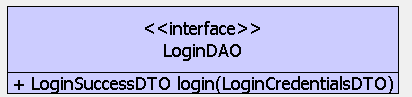 <<interface>>
LoginDAO
+ LoginSuccessDTO login(LoginCredentialsDTO)